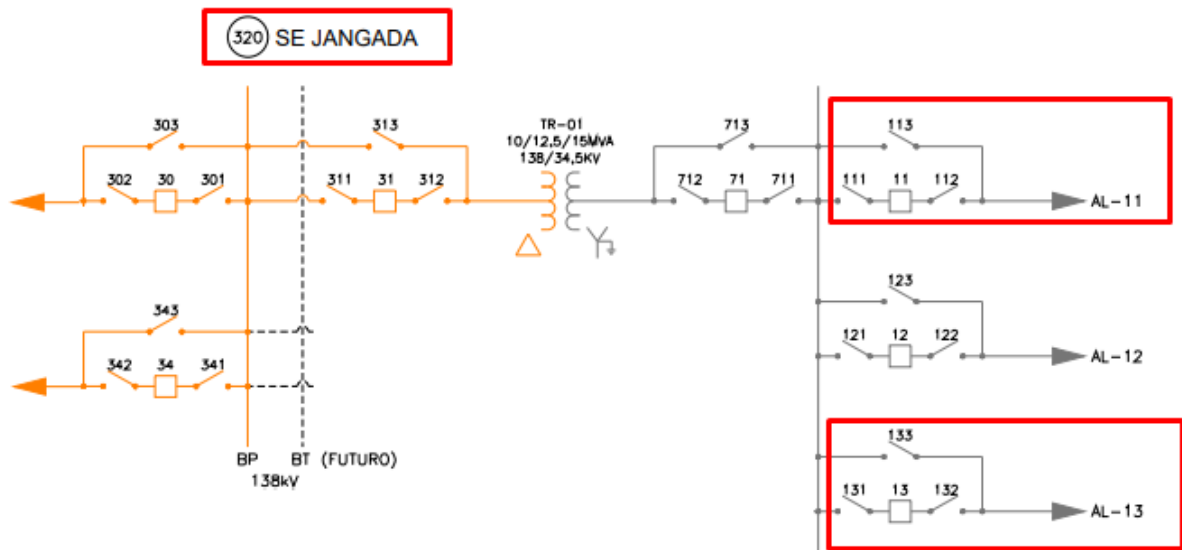 320 SE JANGADA
303
313
TR-01
10/12,5/15MVA
138/34,5KV
713
113
302 30 301
311 31 312
712 71 711
111 11 112
AL-11
343
123
342 34 341
121 12 122
AL-12
BP BT (FUTURO)
138kV
133
131 13 132
AL-13